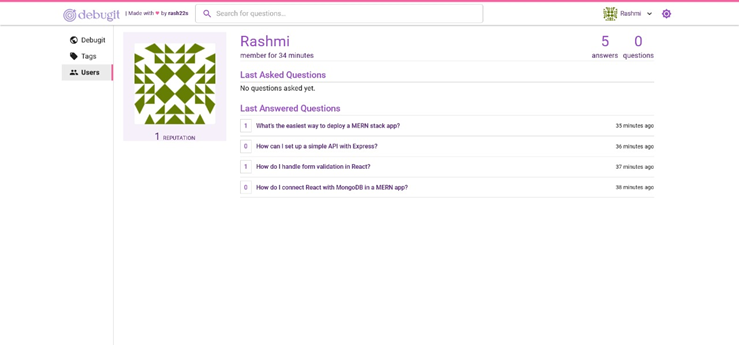 debugit | Made with ♥ by rash22s Search for questions... Rashmi
Debugit
Tags
Users
1 REPUTATION
Rashmi
member for 34 minutes
5 answers
0 questions
Last Asked Questions
No questions asked yet.
Last Answered Questions
1 What's the easiest way to deploy a MERN stack app? 35 minutes ago
0 How can I set up a simple API with Express? 36 minutes ago
1 How do I handle form validation in React? 37 minutes ago
0 How do I connect React with MongoDB in a MERN app? 38 minutes ago